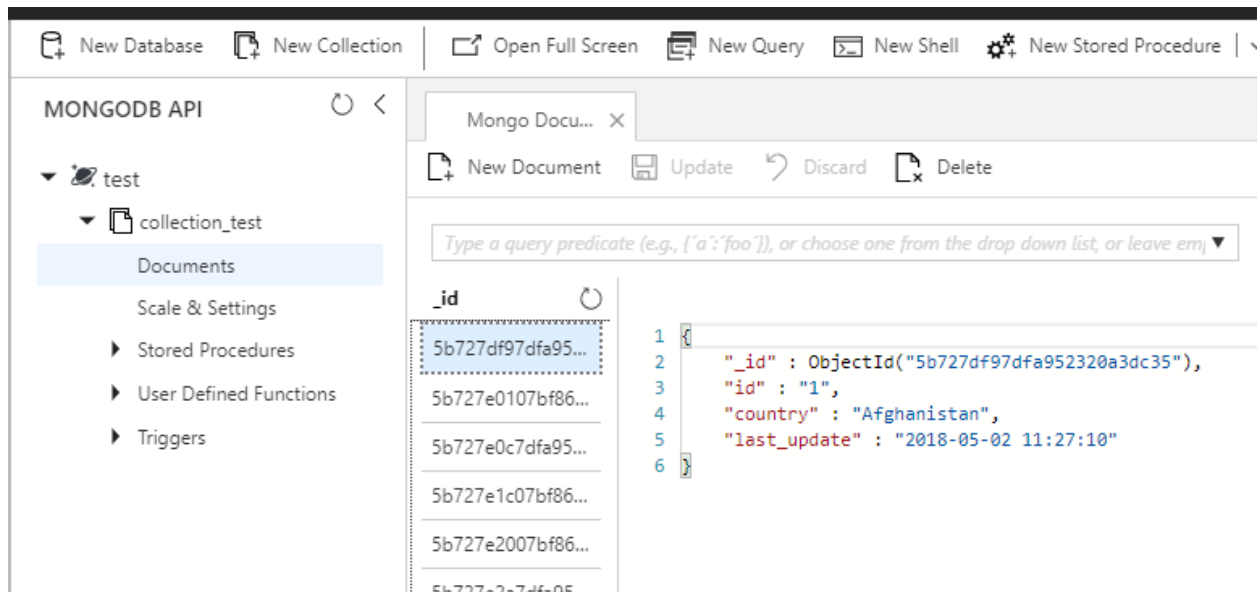 New Database New Collection Open Full Screen New Query New Shell New Stored Procedure
MONGODB API
test
collection_test
Documents
Scale & Settings
Stored Procedures
User Defined Functions
Triggers
Mongo Docu...
New Document Update Discard Delete
Type a query predicate (e.g., {´a´:´foo´}), or choose one from the drop down list, or leave em
_id
5b727df97dfa95...
5b727e0107bf86...
5b727e0c7dfa95...
5b727e1c07bf86...
5b727e2007bf86...
1 {
2 "_id" : ObjectId("5b727df97dfa952320a3dc35"),
3 "id" : "1",
4 "country" : "Afghanistan",
5 "last_update" : "2018-05-02 11:27:10"
6 }